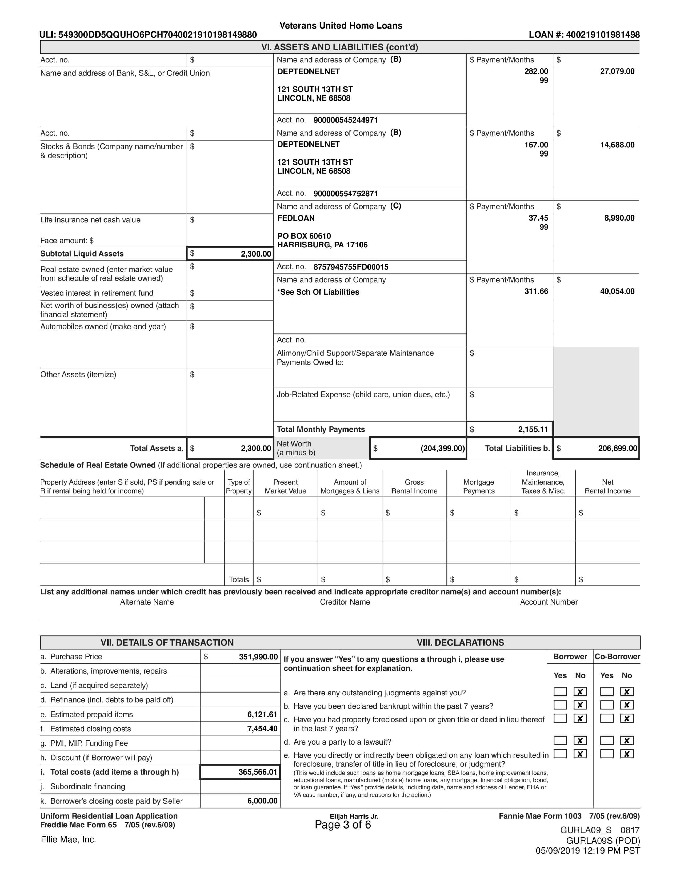 Veterans United Home Loans
ULI: 549300DD5QQUHO6PCH7040021910198149880 LOAN #: 400219101981498
VI. ASSETS AND LIABILITIES (cont'd)
Acct. no. $ Name and address of Company (B) $ Payment/Months $
Name and address of Bank, S&L, or Credit Union DEPTEDNELNET 282.00 27,079.00
99
121 SOUTH 13TH ST
LINCOLN, NE 68508
Acct. no. 900000545244971
Acct. no. $ Name and address of Company (B) $ Payment/Months $
Stocks & Bonds (Company name/number $ DEPTEDNELNET 167.00 14,688.00
& description) 99
121 SOUTH 13TH ST
LINCOLN, NE 68508
Acct. no. 900000554752871
Name and address of Company (C) $ Payment/Months $
Life insurance net cash value $ FEDLOAN 37.45 6,990.00
99
Face amount: $ PO BOX 60610
HARRISBURG, PA 17106
Subtotal Liquid Assets $ 2,300.00
Real estate owned (enter market value $ Acct. no. 8757945755FD00015
from schedule of real estate owned) Name and address of Company $ Payment/Months $
Vested interest in retirement fund $ *See Sch Of Liabilities 311.66 40,054.00
Net worth of business(es) owned (attach $
financial statement)
Automobiles owned (make and year) $
Acct. no.
Alimony/Child Support/Separate Maintenance $
Payments Owed to:
Other Assets (itemize) $
Job-Related Expense (child care, union dues, etc.) $
Total Monthly Payments $ 2,155.11
Total Assets a. $ 2,300.00 Net Worth $ (204,399.00) Total Liabilities b. $ 206,699.00
(a minus b)
Schedule of Real Estate Owned (If additional properties are owned, use continuation sheet.)
Insurance,
Property Address (enter S if sold, PS if pending sale or Type of Present Amount of Gross Mortgage Maintenance, Net
R if rental being held for income) Property Market Value Mortgages & Liens Rental Income Payments Taxes & Misc. Rental Income
$ $ $ $ $ $
Totals $ $ $ $ $ $
List any additional names under which credit has previously been received and indicate appropriate creditor name(s) and account number(s):
Alternate Name Creditor Name Account Number
VII. DETAILS OF TRANSACTION VIII. DECLARATIONS
a. Purchase Price $ 351,990.00
b. Alterations, improvements, repairs
c. Land (if acquired separately)
d. Refinance (incl. debts to be paid off)
e. Estimated prepaid items 6,121.61
f. Estimated closing costs 7,454.40
g. PMI, MIP, Funding Fee
h. Discount (if Borrower will pay)
i. Total costs (add items a through h) 365,566.01
j. Subordinate financing
k. Borrower's closing costs paid by Seller 6,000.00
If you answer "Yes" to any questions a through i, please use Borrower Co-Borrower
continuation sheet for explanation. Yes No Yes No
a. Are there any outstanding judgments against you? X X
b. Have you been declared bankrupt within the past 7 years? X X
c. Have you had property foreclosed upon or given title or deed in lieu thereof X X
in the last 7 years?
d. Are you a party to a lawsuit? X X
e. Have you directly or indirectly been obligated on any loan which resulted in X X
foreclosure, transfer of title in lieu of foreclosure, or judgment?
(This would include such loans as home mortgage loans, SBA loans, home improvement loans,
educational loans, manufactured (mobile) home loans, any mortgage, financial obligation, bond,
or loan guarantee. If "Yes" provide details, including date, name and address of Lender, FHA or
VA case number, if any, and reasons for the action.)
Uniform Residential Loan Application Elijah Harris Jr. Fannie Mae Form 1003 7/05 (rev.6/09)
Freddie Mac Form 65 7/05 (rev.6/09) Page 3 of 6
GURLA09_S 0817
Ellie Mae, Inc. GURLA09S (POD)
05/09/2019 12:19 PM PST